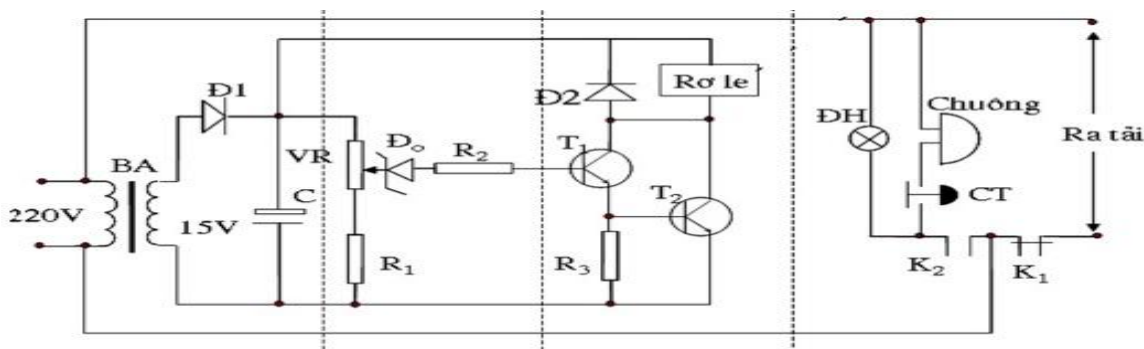 Đ1
Đ2
Rơ le
Chuông
ĐH
Ra tải
VR
Đₒ
R₂
T₁
BA
T₂
CT
C
220V
15V
R₁
R₃
K₂
K₁